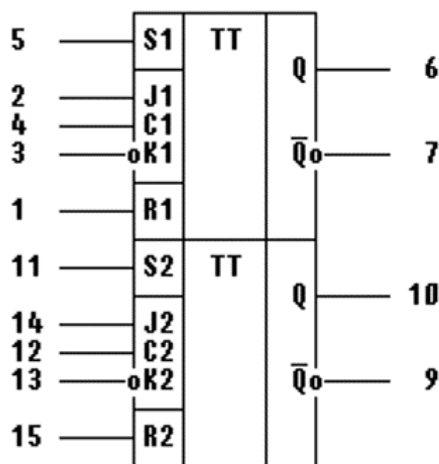 5 S1 TT
Q 6
2 J1
4 C1
3 K1 Q̅ 7
1 R1
11 S2 TT
Q 10
14 J2
12 C2
13 K2 Q̅ 9
15 R2